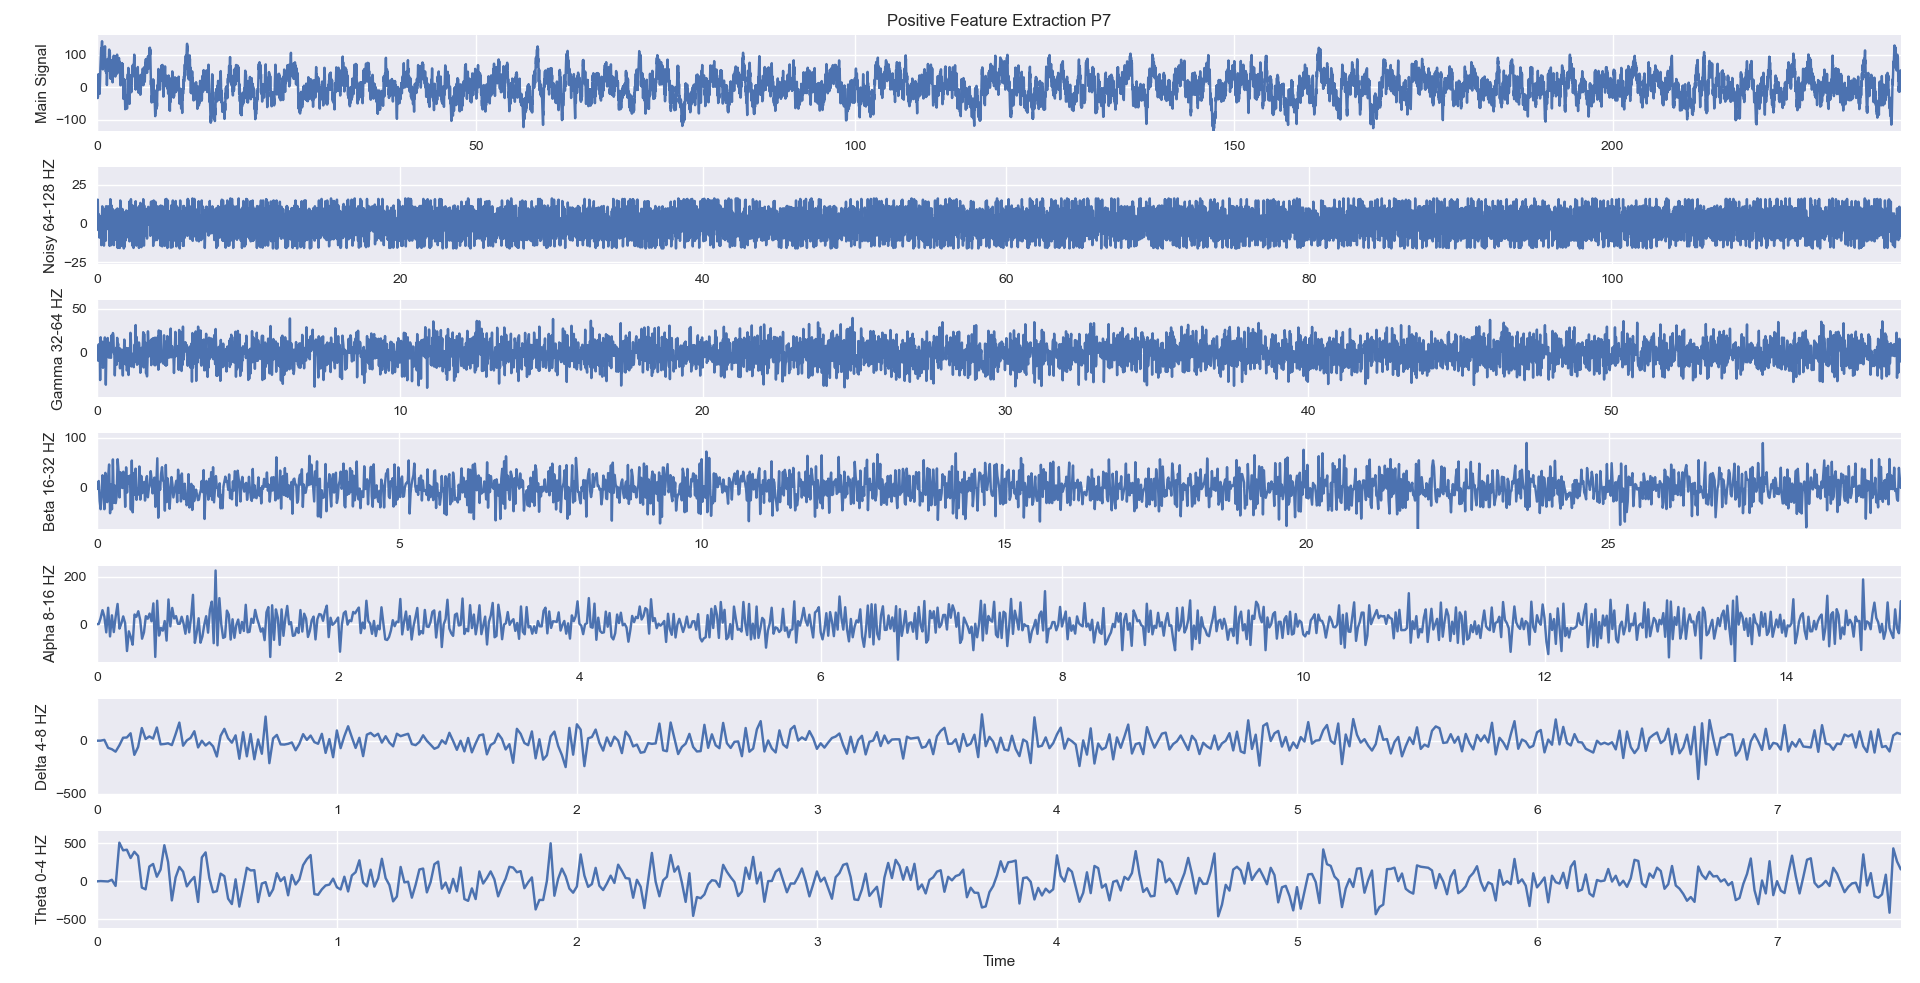 Positive Feature Extraction P7
Main Signal
100
0
−100
0 50 100 150 200
Noisy 64-128 HZ
25
0
−25
0 20 40 60 80 100
Gamma 32-64 HZ
50
0
0 10 20 30 40 50
Beta 16-32 HZ
100
0
0 5 10 15 20 25
Alpha 8-16 HZ
200
0
0 2 4 6 8 10 12 14
Delta 4-8 HZ
0
−500
0 1 2 3 4 5 6 7
Theta 0-4 HZ
500
0
−500
0 1 2 3 4 5 6 7
Time